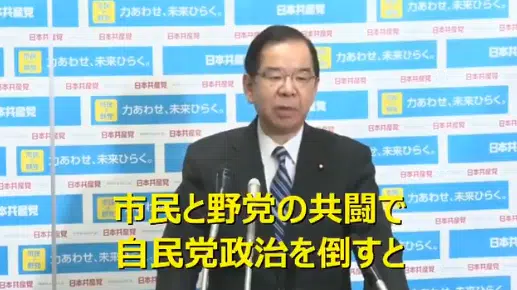 力あわせ、未来ひらく。
日本共産党
市民と野党の共闘で
自民党政治を倒すと